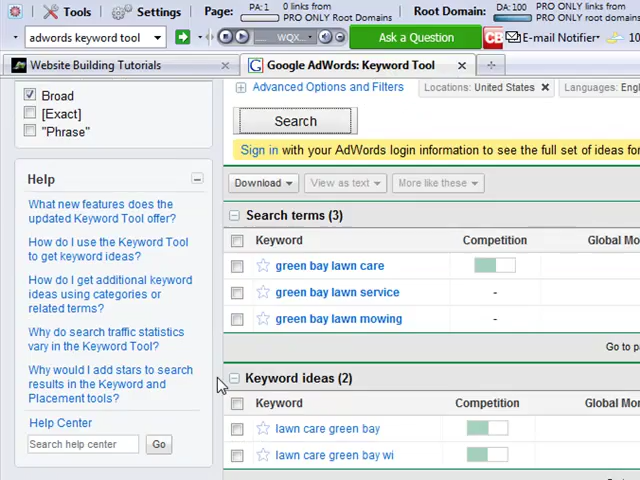 Tools
Settings
Page:
PA: 1
0 links from
PRO ONLY Root Domains
Root Domain:
DA: 100
PRO ONLY links
PRO ONLY root domains
adwords keyword tool
WQX...
Ask a Question
CB
E-mail Notifier
10
Website Building Tutorials
Google AdWords: Keyword Tool
Broad
[Exact]
"Phrase"
Help
What new features does the
updated Keyword Tool offer?
How do I use the Keyword Tool
to get keyword ideas?
How do I get additional keyword
ideas using categories or
related terms?
Why do search traffic statistics
vary in the Keyword Tool?
Why would I add stars to search
results in the Keyword and
Placement tools?
Help Center
Search help center
Go
Advanced Options and Filters
Locations: United States
Languages: Eng
Search
Sign in with your AdWords login information to see the full set of ideas for
Download
View as text
More like these
Search terms (3)
Keyword
Competition
Global Mo
green bay lawn care
green bay lawn service
-
green bay lawn mowing
-
Go to p
Keyword ideas (2)
Keyword
Competition
Global Mon
lawn care green bay
lawn care green bay wi